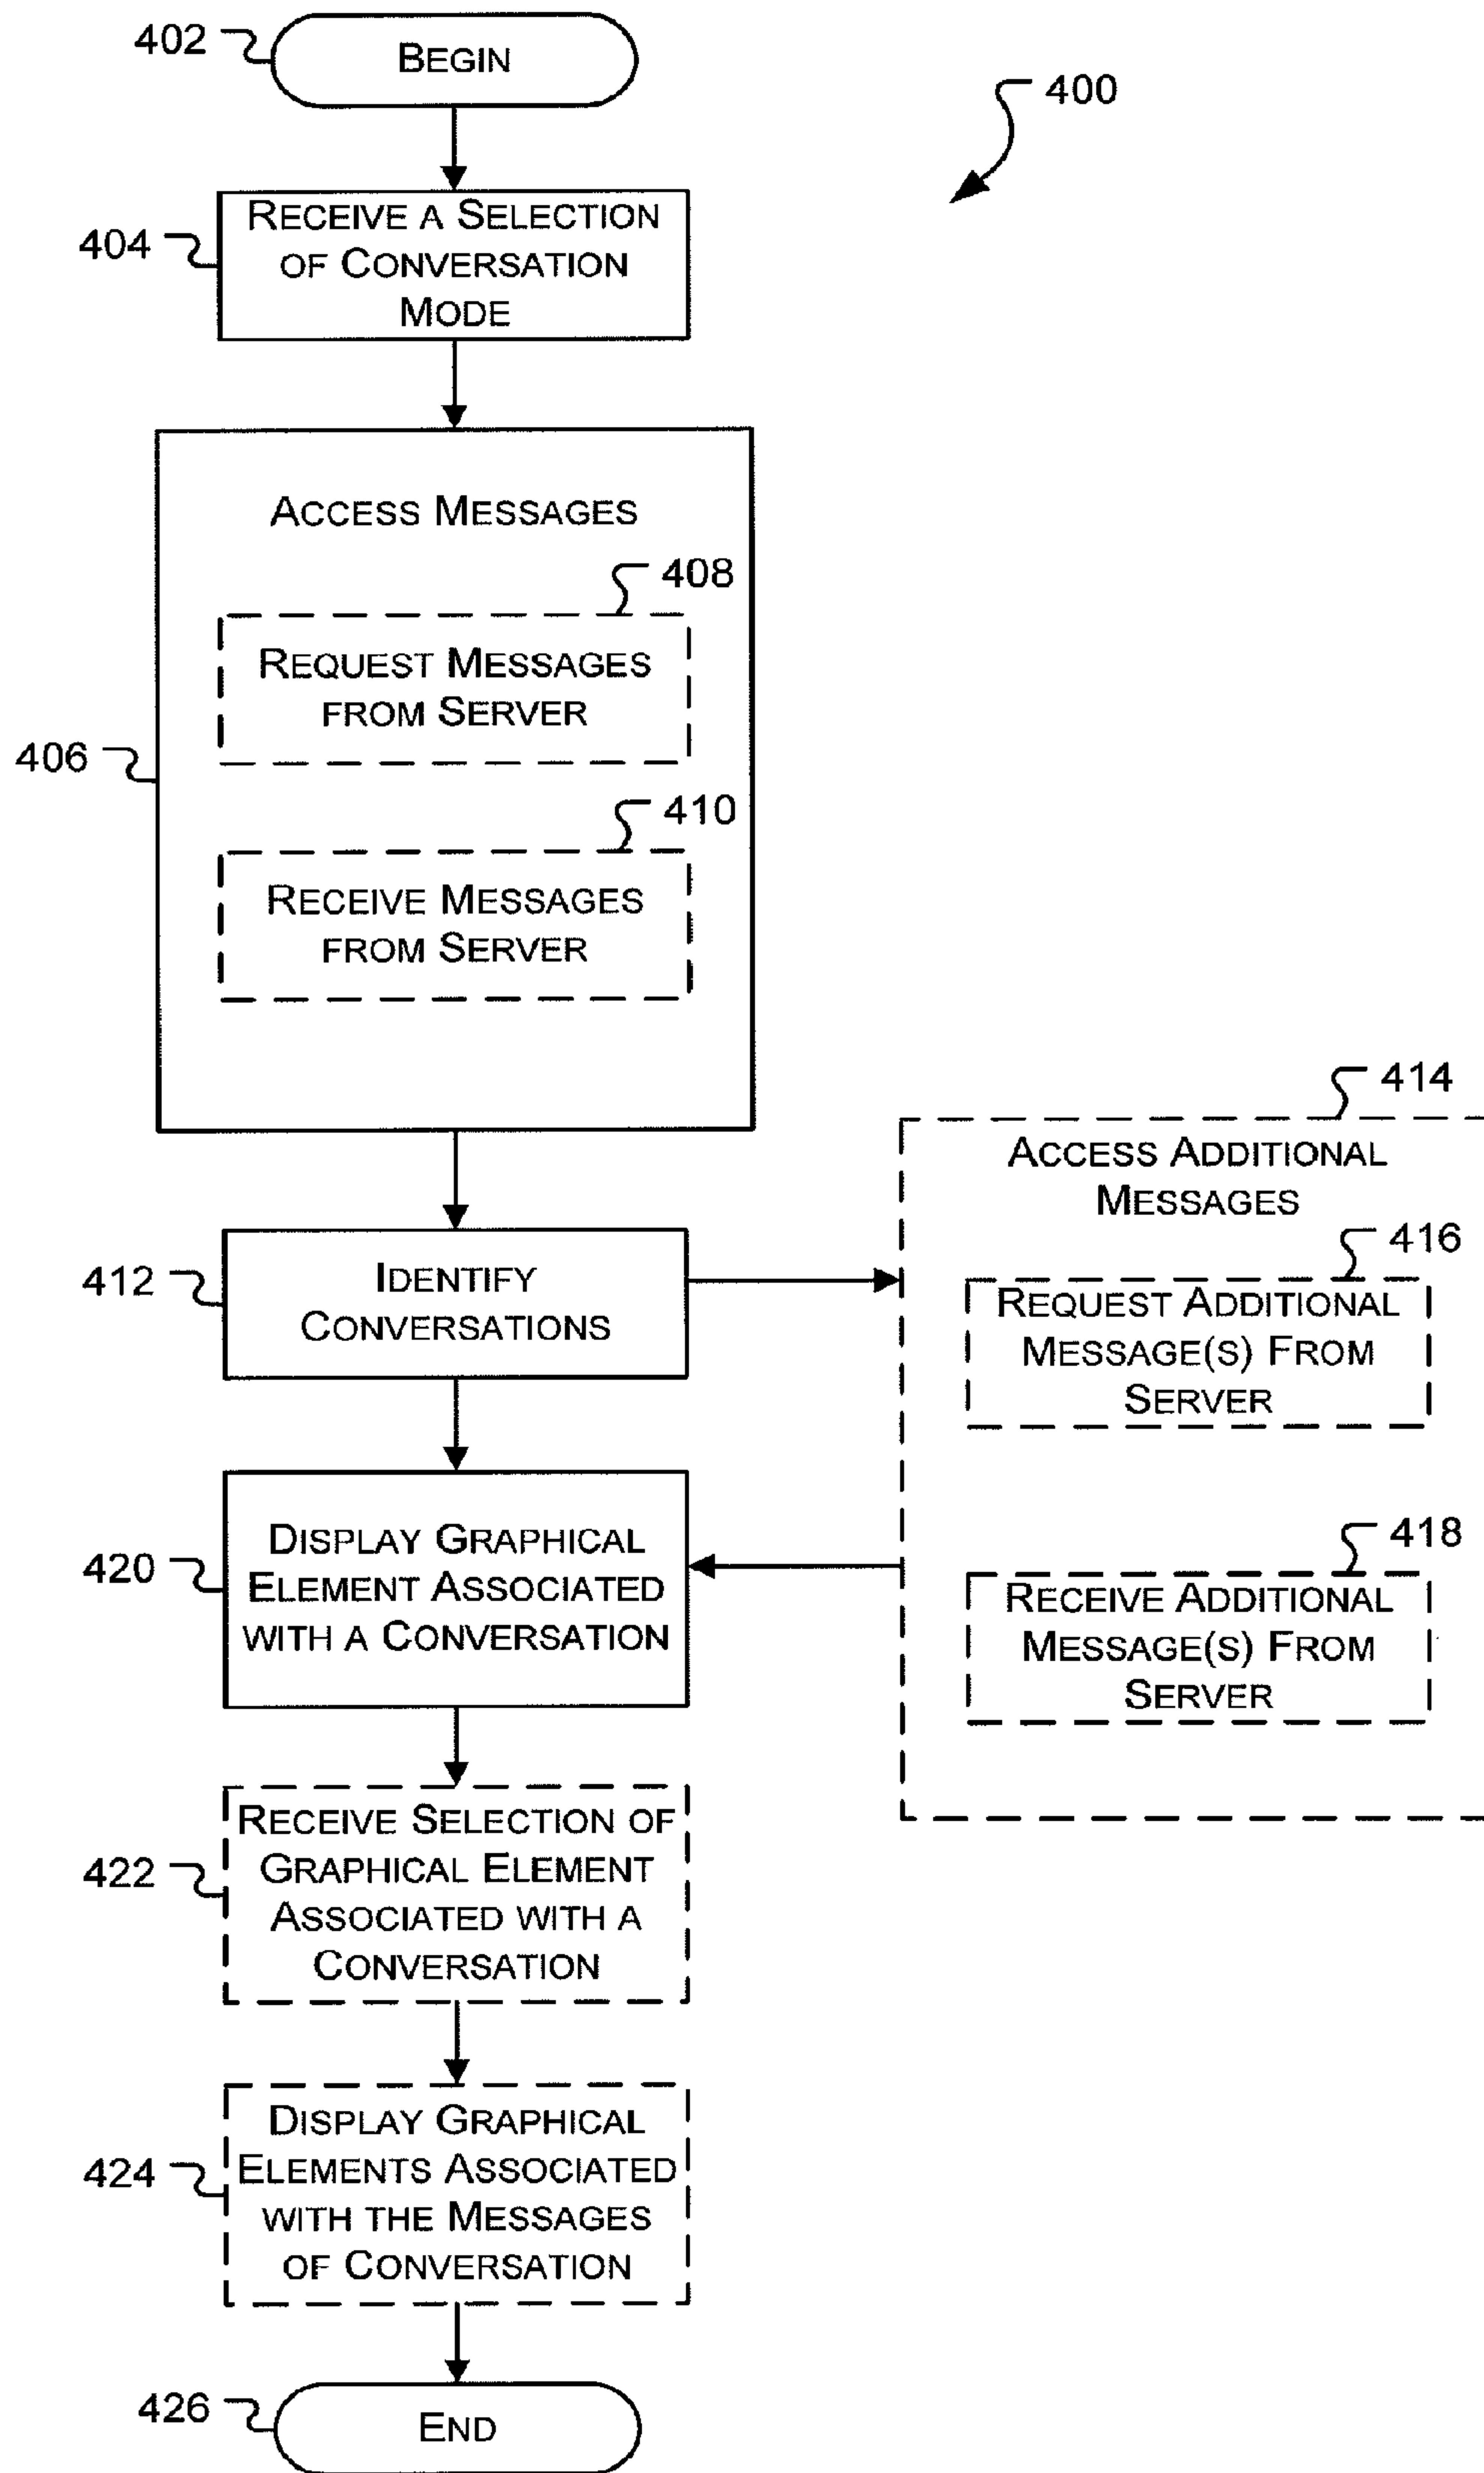 402
BEGIN
400
404
RECEIVE A SELECTION
OF CONVERSATION
MODE
406
ACCESS MESSAGES
408
REQUEST MESSAGES
FROM SERVER
410
RECEIVE MESSAGES
FROM SERVER
412
IDENTIFY
CONVERSATIONS
414
ACCESS ADDITIONAL
MESSAGES
416
REQUEST ADDITIONAL
MESSAGE(S) FROM
SERVER
418
RECEIVE ADDITIONAL
MESSAGE(S) FROM
SERVER
420
DISPLAY GRAPHICAL
ELEMENT ASSOCIATED
WITH A CONVERSATION
422
RECEIVE SELECTION OF
GRAPHICAL ELEMENT
ASSOCIATED WITH A
CONVERSATION
424
DISPLAY GRAPHICAL
ELEMENTS ASSOCIATED
WITH THE MESSAGES
OF CONVERSATION
426
END